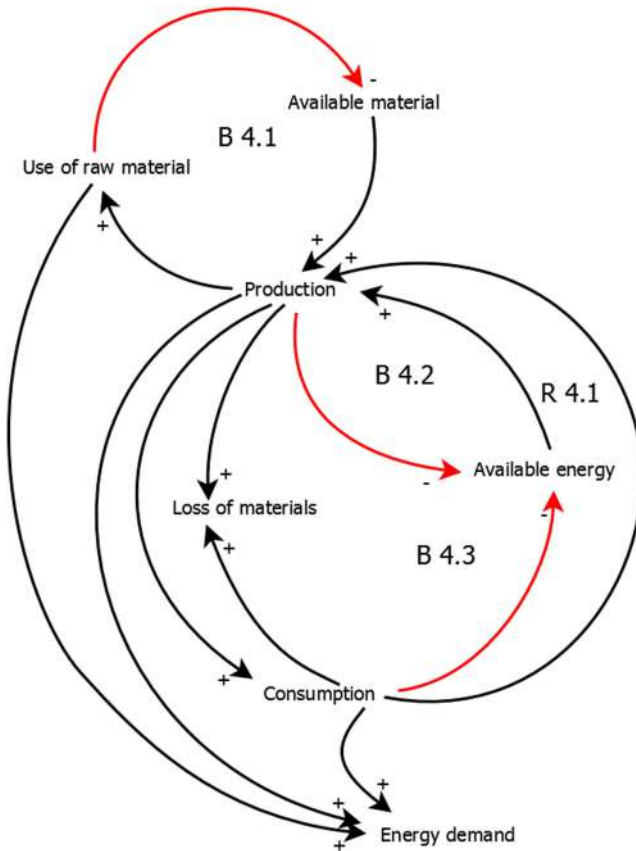 -
Available material
B 4.1
Use of raw material
+
+
+
Production
+
B 4.2
R 4.1
Available energy
-
+
-
Loss of materials
+
B 4.3
+
Consumption
+
+
+
Energy demand